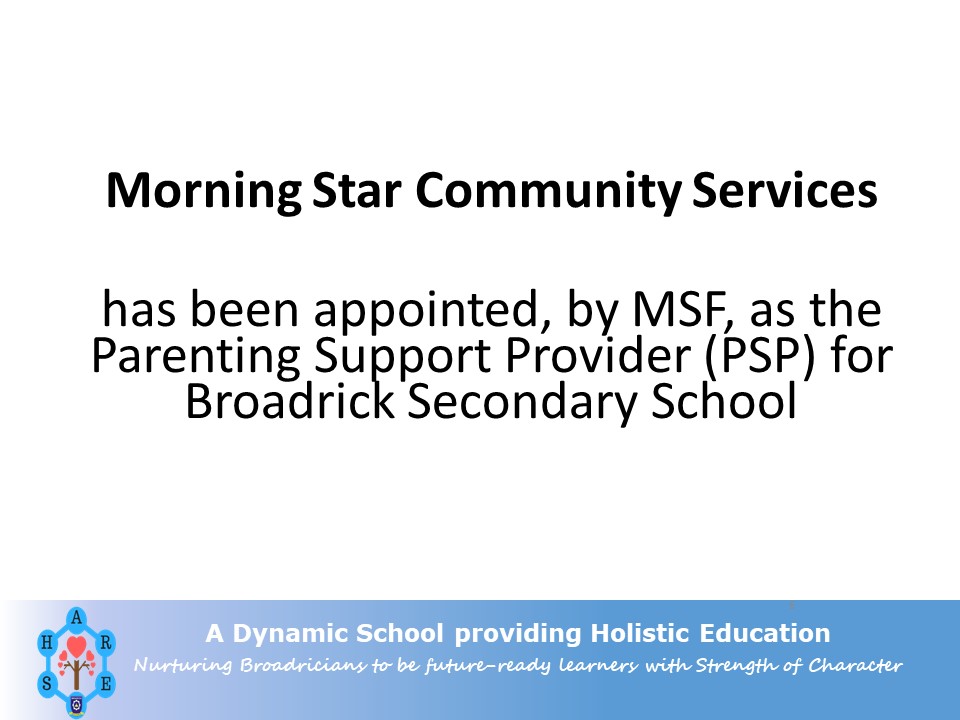 Morning Star Community Services
has been appointed, by MSF, as the
Parenting Support Provider (PSP) for
Broadrick Secondary School
A Dynamic School providing Holistic Education
Nurturing Broadricians to be future-ready learners with Strength of Character
A
H R
S E